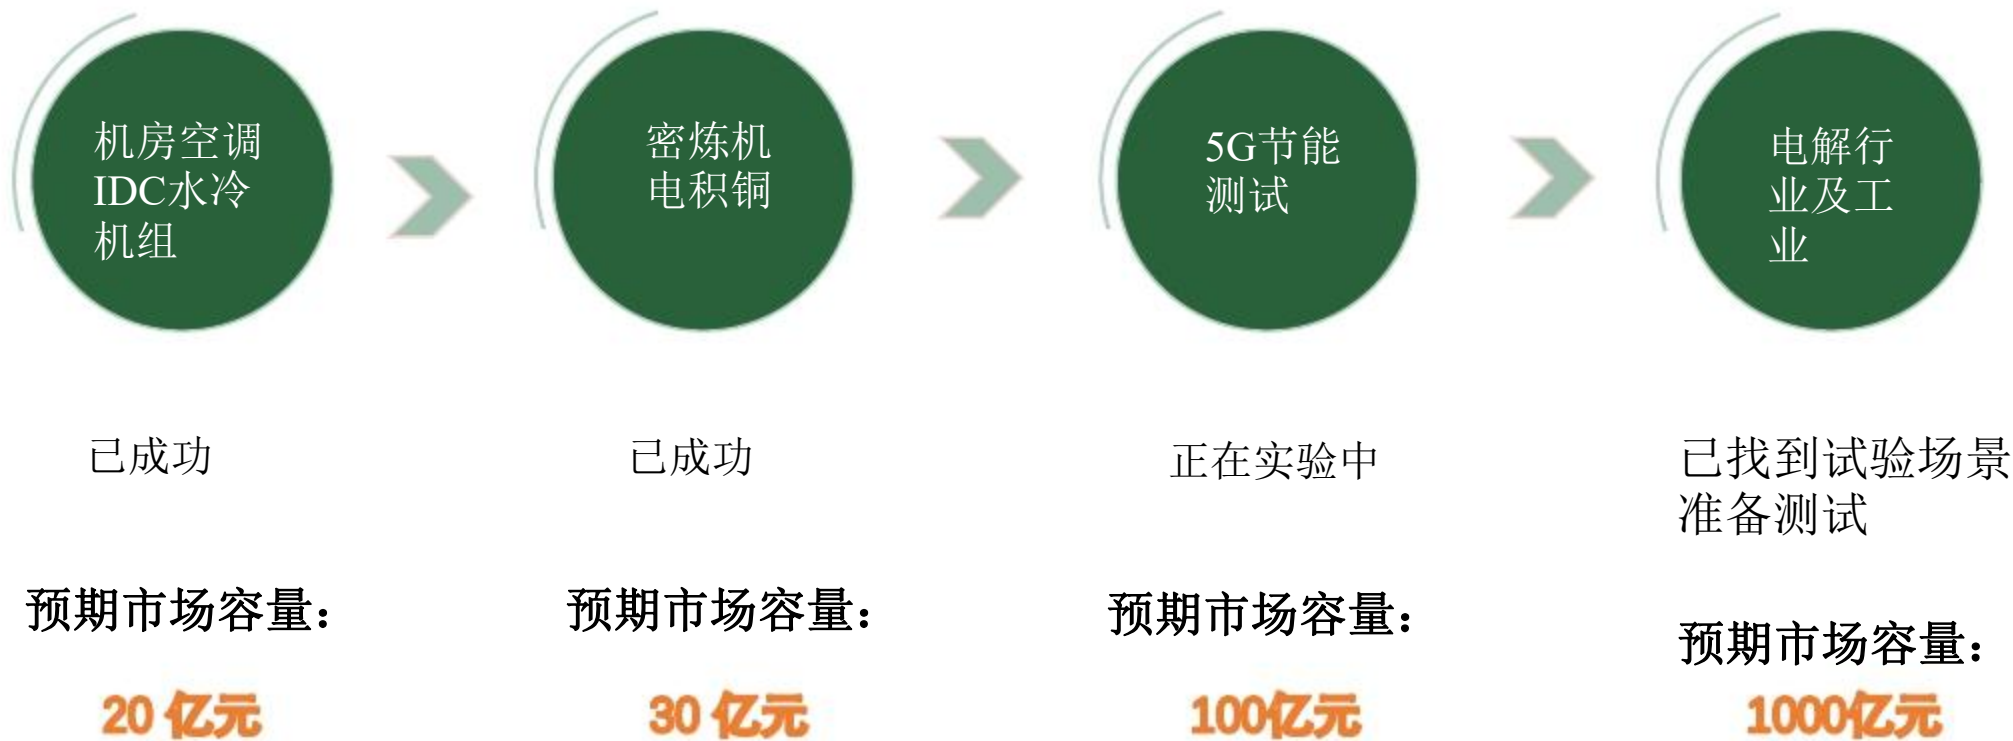 机房空调
IDC水冷
机组
密炼机
电积铜
5G节能
测试
电解行
业及工
业
已成功
已成功
正在实验中
已找到试验场景
准备测试
预期市场容量：
预期市场容量：
预期市场容量：
预期市场容量：
20 亿元
30 亿元
100亿元
1000亿元